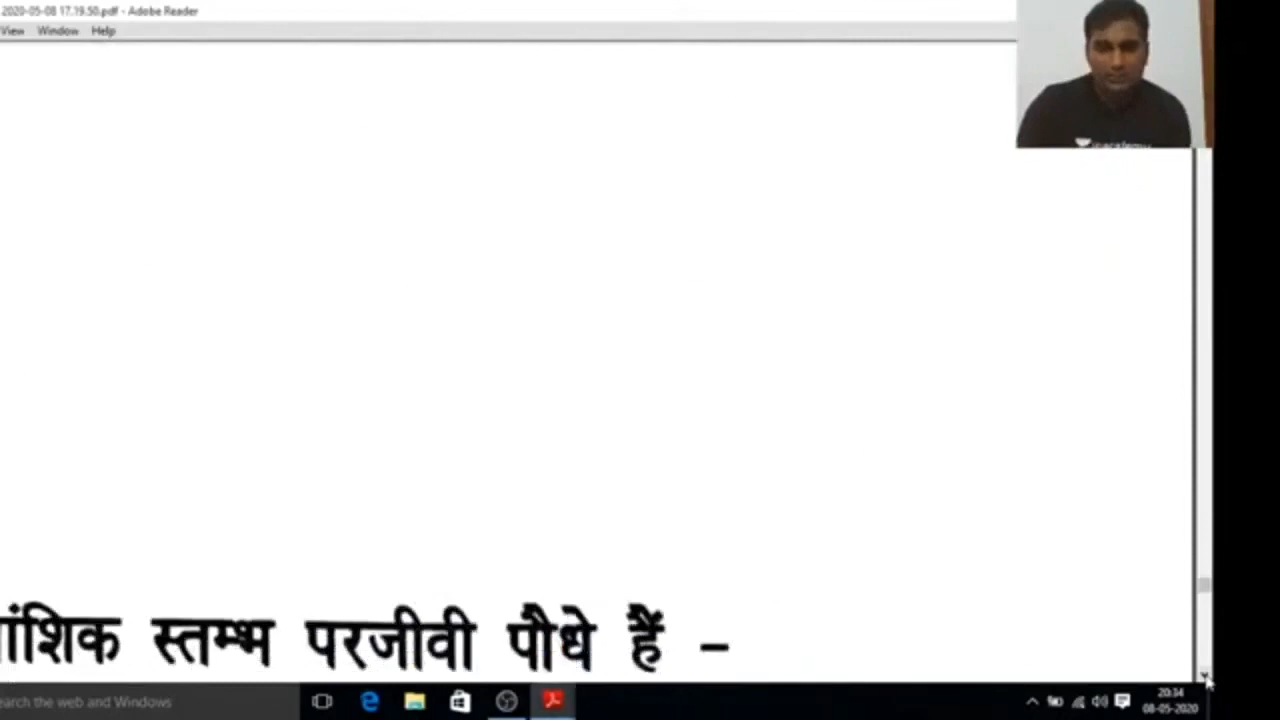 2020-05-08 17.19.50.pdf - Adobe Reader
View Window Help
ांशिक स्तम्भ परजीवी पौधे हैं –
earch the web and Windows
20:34
08-05-2020